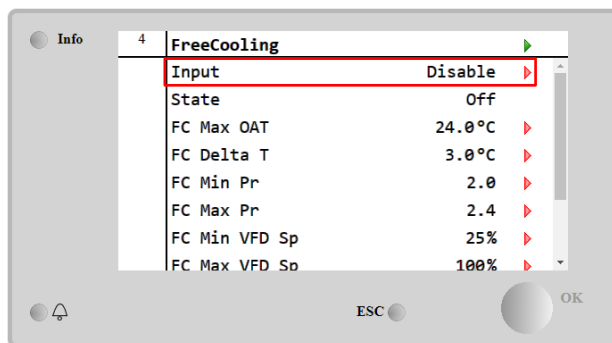 Info
4 FreeCooling
Input Disable
State Off
FC Max OAT 24.0°C
FC Delta T 3.0°C
FC Min Pr 2.0
FC Max Pr 2.4
FC Min VFD Sp 25%
FC Max VFD Sp 100%
ESC OK